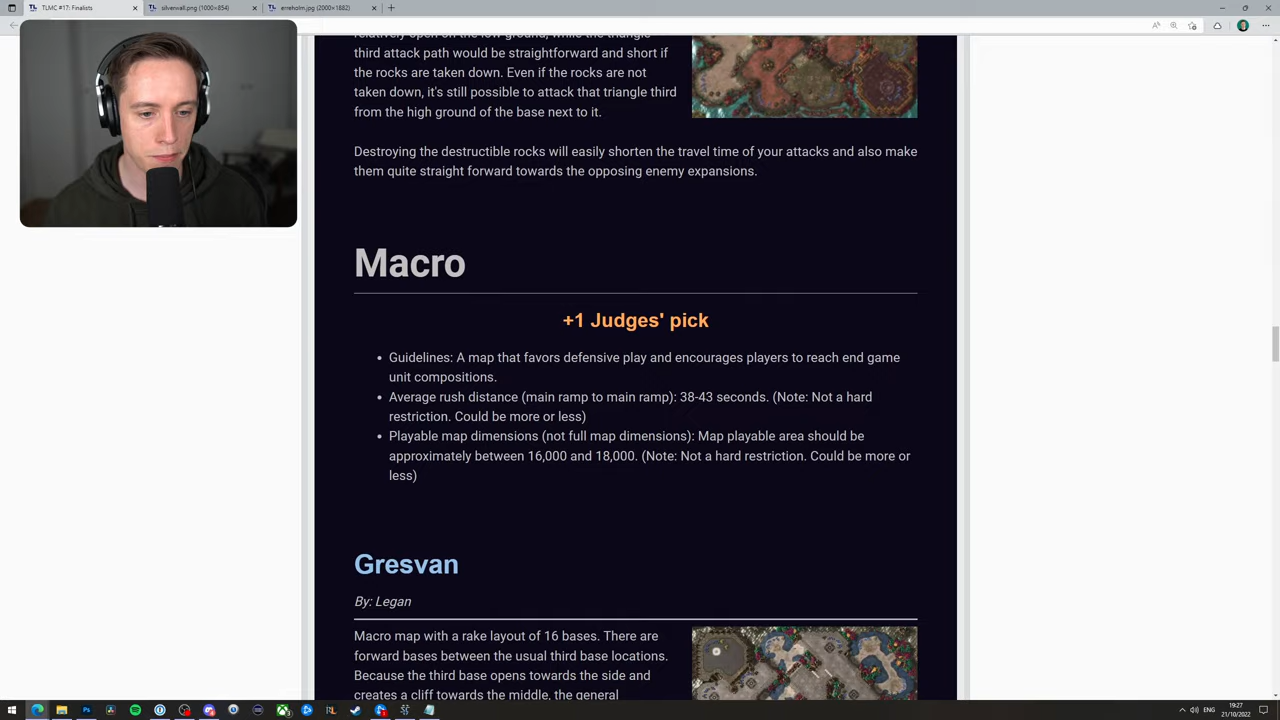 TLMC #17: Finalists
silverwall.png (1000×854)
erreholm.jpg (2000×1882)
relatively open on the low ground, while the triangle
third attack path would be straightforward and short if
the rocks are taken down. Even if the rocks are not
taken down, it's still possible to attack that triangle third
from the high ground of the base next to it.
Destroying the destructible rocks will easily shorten the travel time of your attacks and also make
them quite straight forward towards the opposing enemy expansions.
Macro
+1 Judges' pick
• Guidelines: A map that favors defensive play and encourages players to reach end game
unit compositions.
• Average rush distance (main ramp to main ramp): 38-43 seconds. (Note: Not a hard
restriction. Could be more or less)
• Playable map dimensions (not full map dimensions): Map playable area should be
approximately between 16,000 and 18,000. (Note: Not a hard restriction. Could be more or
less)
Gresvan
By: Legan
Macro map with a rake layout of 16 bases. There are
forward bases between the usual third base locations.
Because the third base opens towards the side and
creates a cliff towards the middle, the general
ENG
19:27
21/10/2022